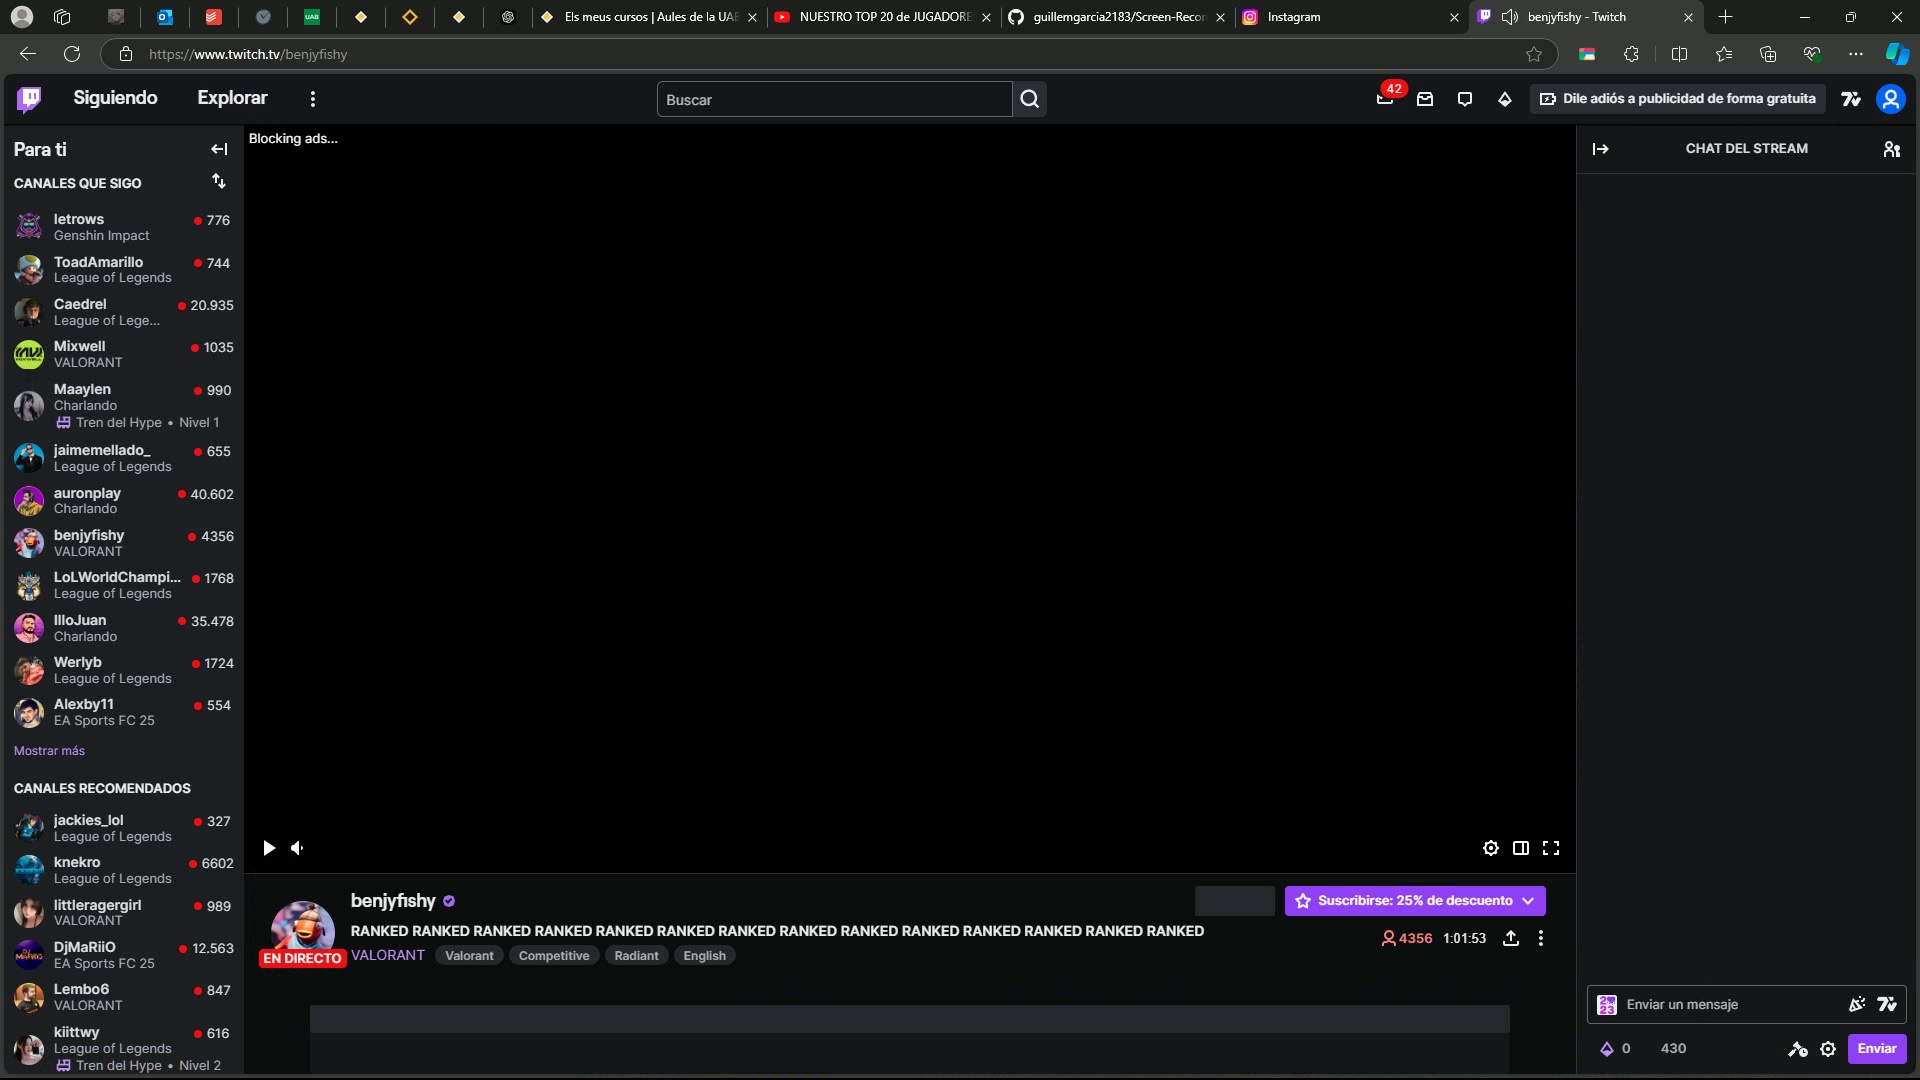 Els meus cursos | Aules de la UAB
NUESTRO TOP 20 de JUGADORE
guillemgarcia2183/Screen-Recor
Instagram
benjyfishy - Twitch
https://www.twitch.tv/benjyfishy
Siguiendo
Explorar
Buscar
42
Dile adiós a publicidad de forma gratuita
Para ti
CANALES QUE SIGO
letrows 776
Genshin Impact
ToadAmarillo 744
League of Legends
Caedrel 20.935
League of Lege...
Mixwell 1035
VALORANT
Maaylen 990
Charlando
Tren del Hype • Nivel 1
jaimemellado_ 655
League of Legends
auronplay 40.602
Charlando
benjyfishy 4356
VALORANT
LoLWorldChampi... 1768
League of Legends
IlloJuan 35.478
Charlando
Werlyb 1724
League of Legends
Alexby11 554
EA Sports FC 25
Mostrar más
CANALES RECOMENDADOS
jackies_lol 327
League of Legends
knekro 6602
League of Legends
littleragergirl 989
VALORANT
DjMaRiiO 12.563
EA Sports FC 25
Lembo6 847
VALORANT
kiittwy 616
League of Legends
Tren del Hype • Nivel 2
Blocking ads...
benjyfishy
Suscribirse: 25% de descuento
RANKED RANKED RANKED RANKED RANKED RANKED RANKED RANKED RANKED RANKED RANKED RANKED RANKED RANKED
4356 1:01:53
EN DIRECTO
VALORANT Valorant Competitive Radiant English
CHAT DEL STREAM
Enviar un mensaje
0 430
Enviar